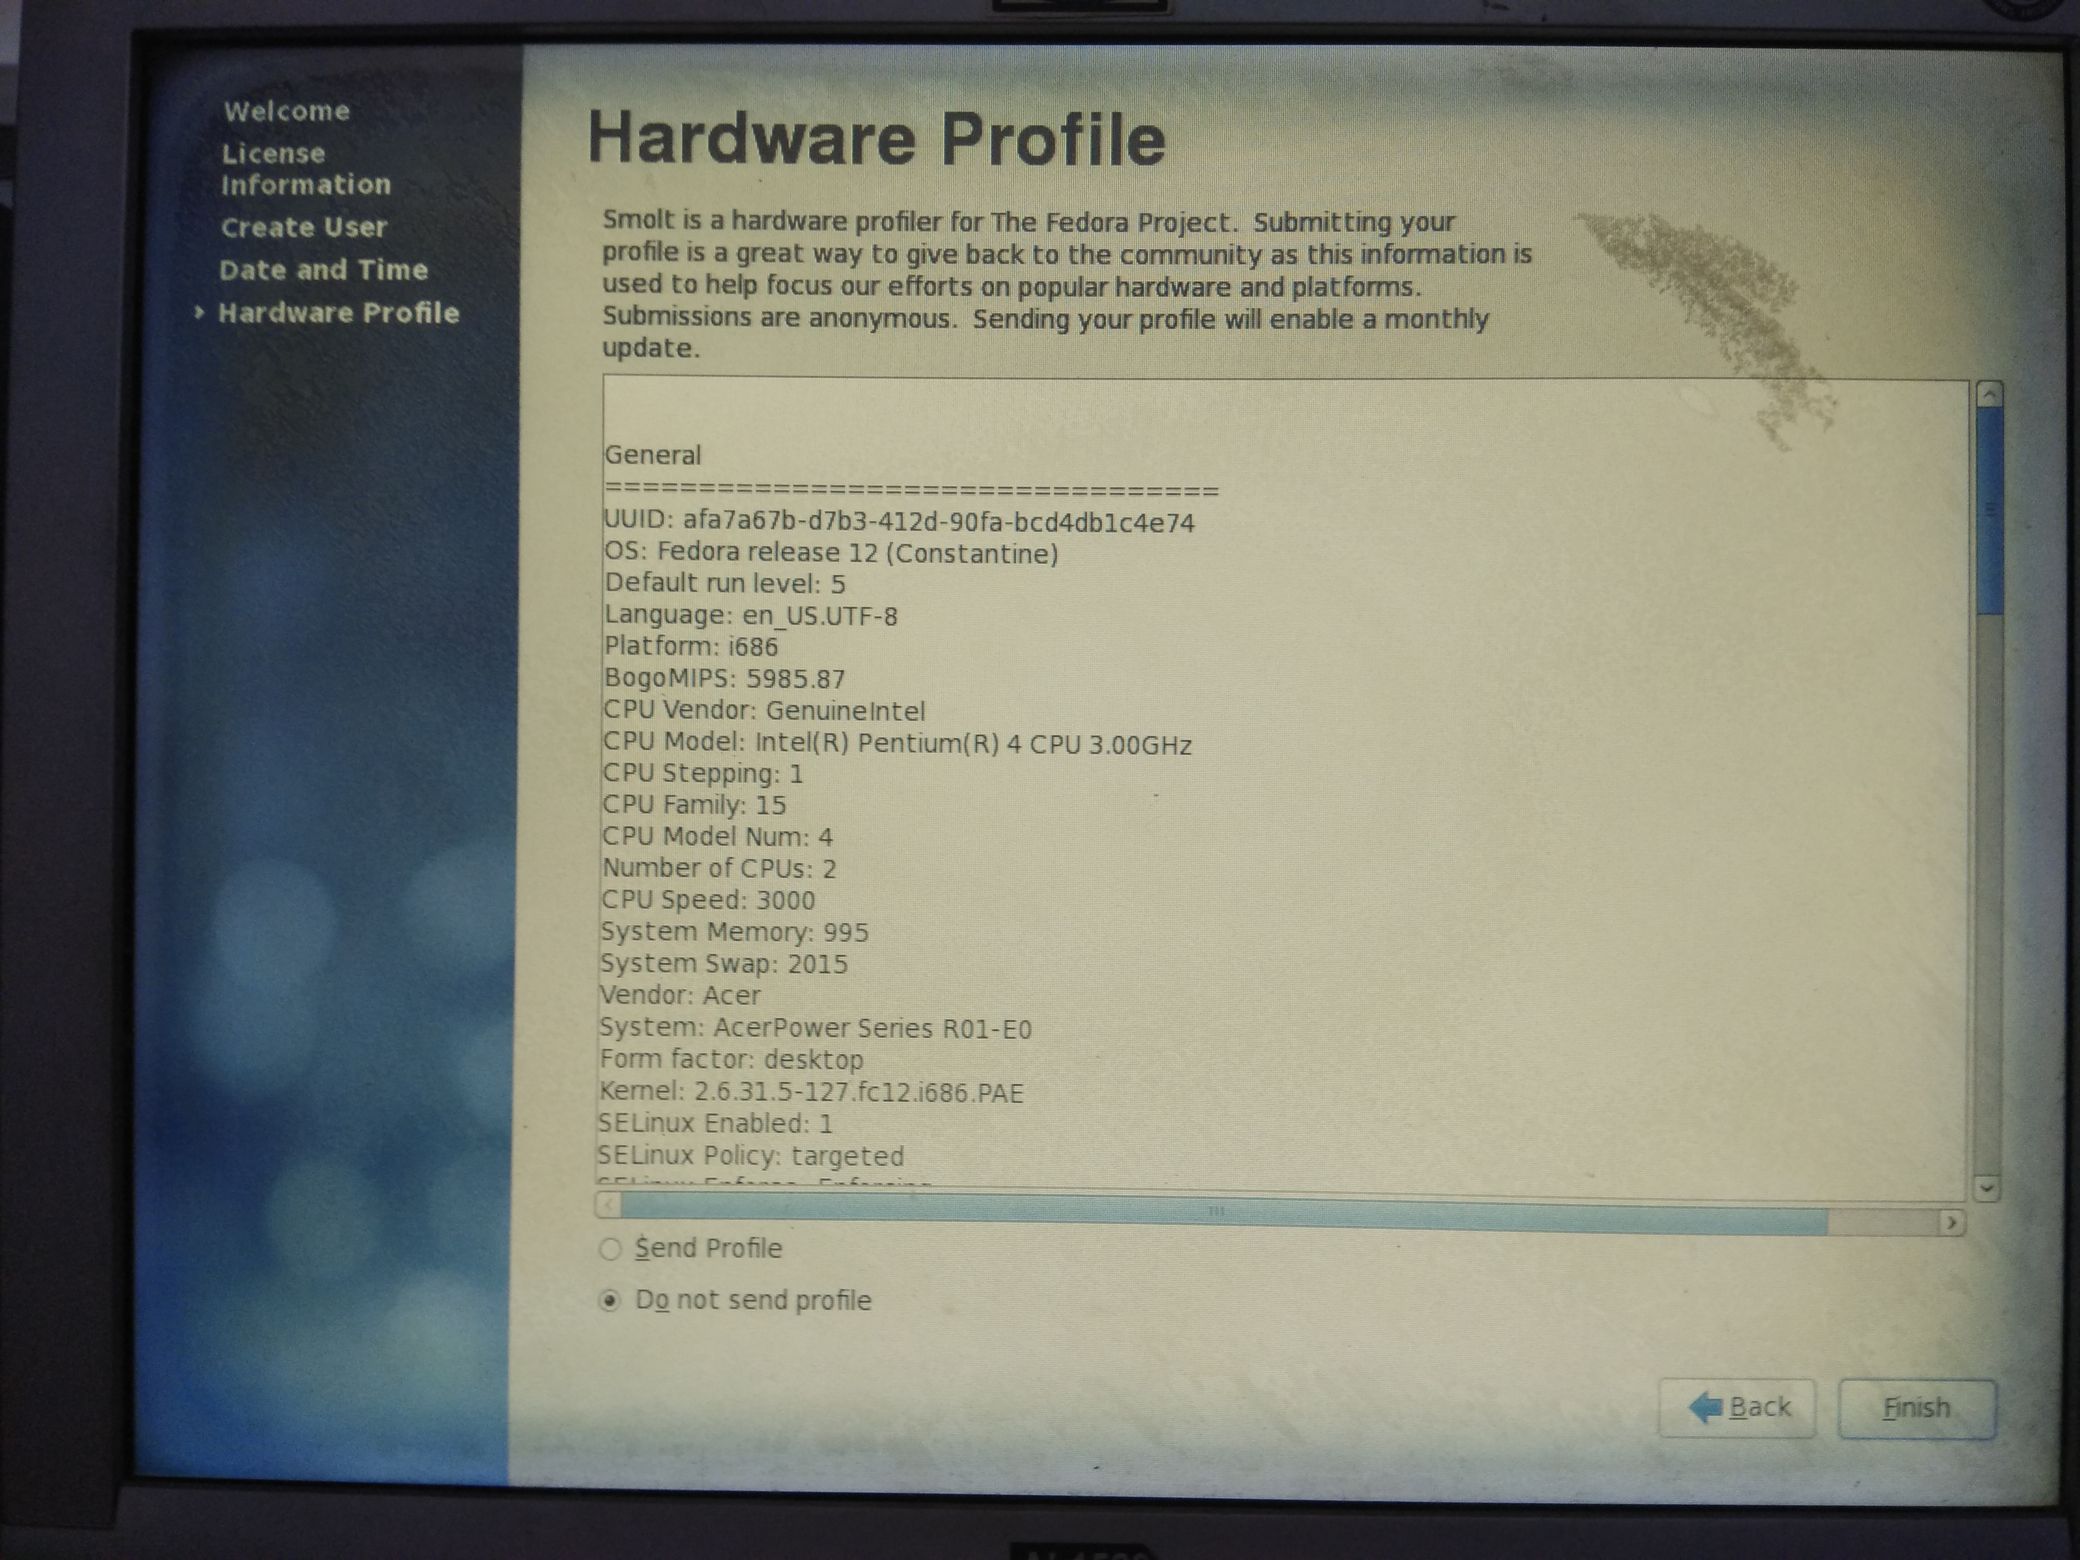 Welcome
License
Information
Create User
Date and Time
Hardware Profile
Hardware Profile
Smolt is a hardware profiler for The Fedora Project. Submitting your
profile is a great way to give back to the community as this information is
used to help focus our efforts on popular hardware and platforms.
Submissions are anonymous. Sending your profile will enable a monthly
update.
General
=================================
UUID: afa7a67b-d7b3-412d-90fa-bcd4db1c4e74
OS: Fedora release 12 (Constantine)
Default run level: 5
Language: en_US.UTF-8
Platform: i686
BogoMIPS: 5985.87
CPU Vendor: GenuineIntel
CPU Model: Intel(R) Pentium(R) 4 CPU 3.00GHz
CPU Stepping: 1
CPU Family: 15
CPU Model Num: 4
Number of CPUs: 2
CPU Speed: 3000
System Memory: 995
System Swap: 2015
Vendor: Acer
System: AcerPower Series R01-E0
Form factor: desktop
Kernel: 2.6.31.5-127.fc12.i686.PAE
SELinux Enabled: 1
SELinux Policy: targeted
Send Profile
Do not send profile
Back
Finish